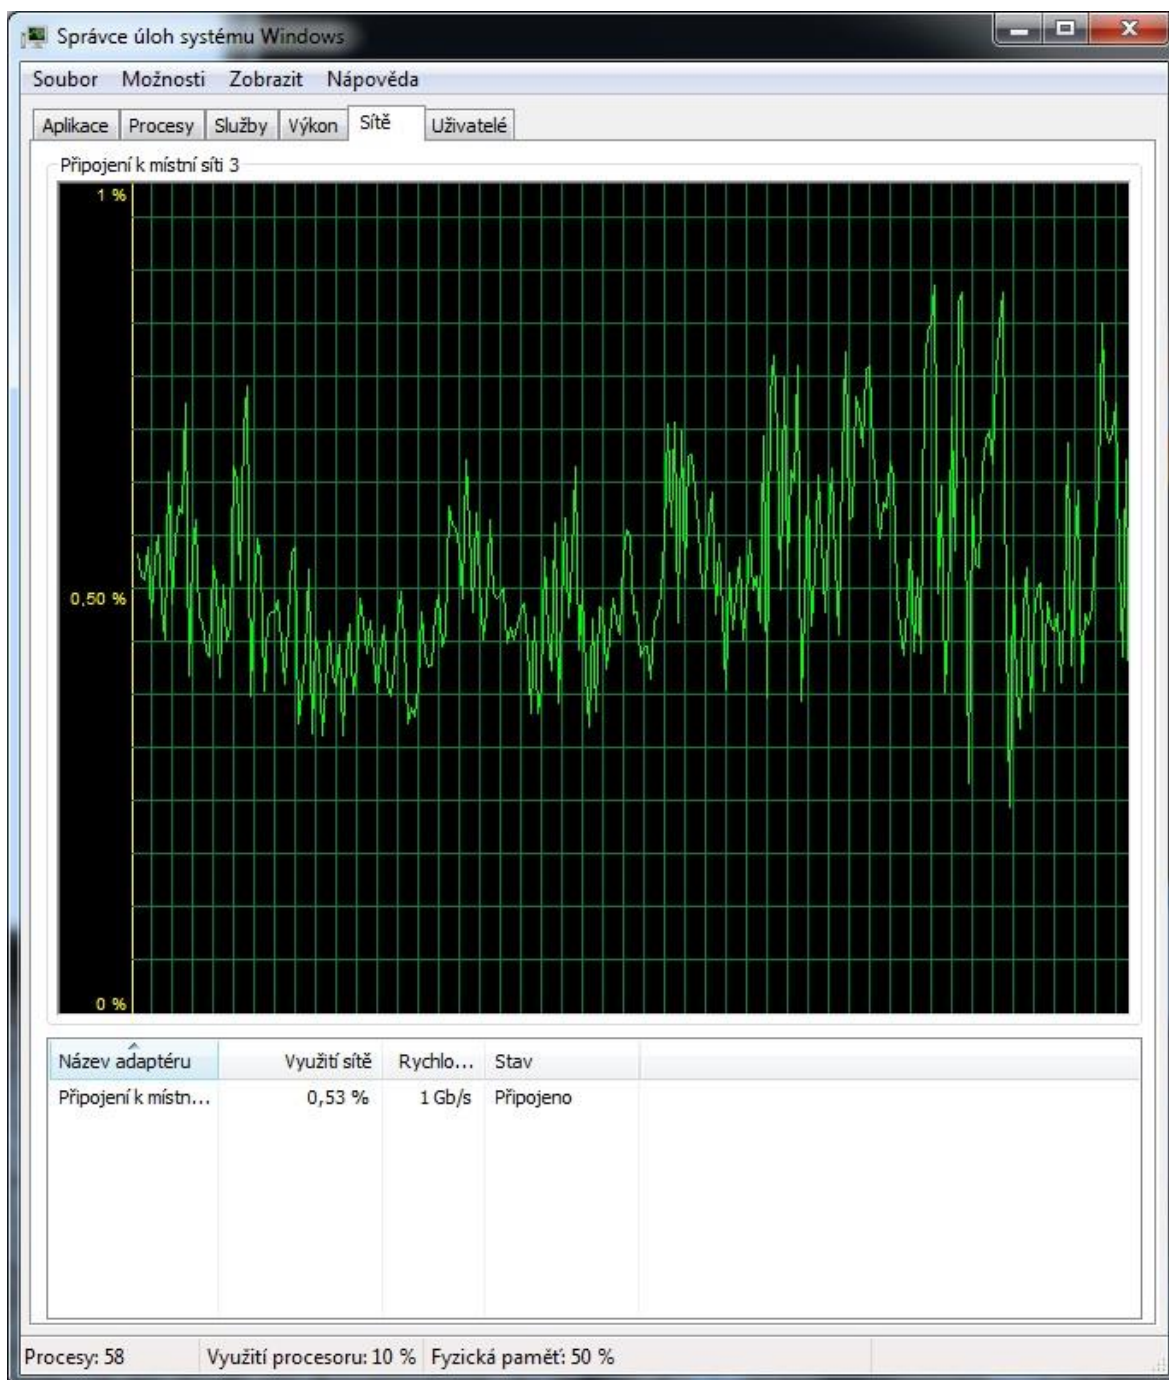 Správce úloh systému Windows
Soubor Možnosti Zobrazit Nápověda
Aplikace Procesy Služby Výkon Sítě Uživatelé
Připojení k místní síti 3
1 %
0,50 %
0 %
Název adaptéru Využití sítě Rychlo... Stav
Připojení k místn... 0,53 % 1 Gb/s Připojeno
Procesy: 58 Využití procesoru: 10 % Fyzická paměť: 50 %